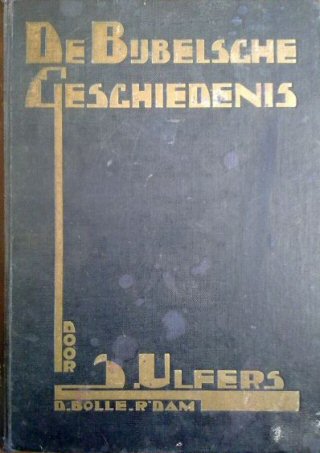 DE BIJBELSCHE
GESCHIEDENIS
DOOR
S. ULFERS
D. BOLLE. R'DAM